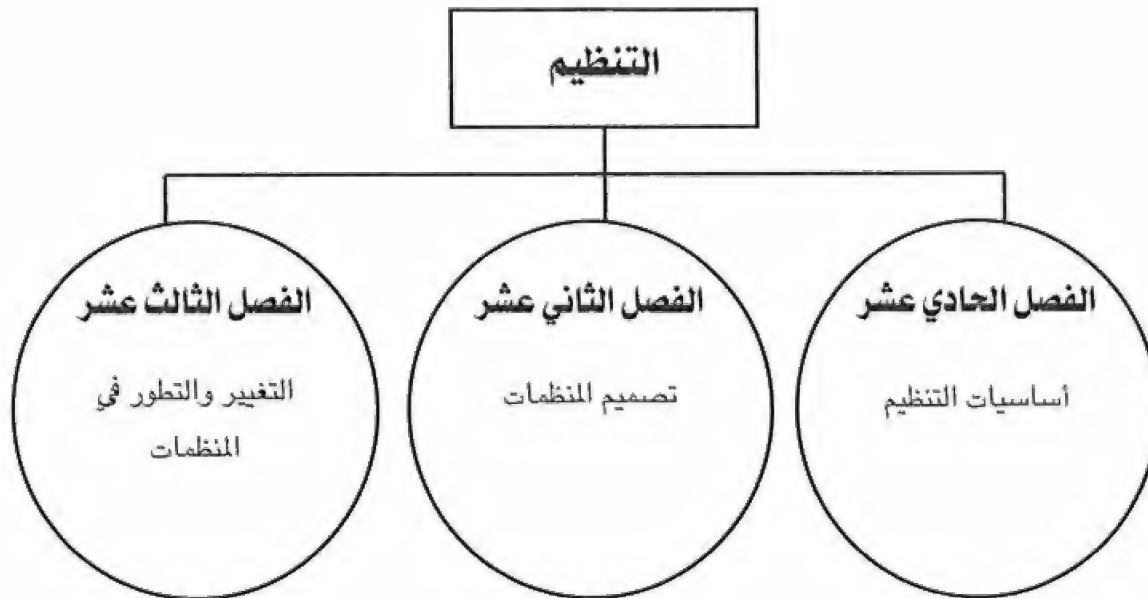 التنظيم
الفصل الحادي عشر
أساسيات التنظيم
الفصل الثاني عشر
تصميم المنظمات
الفصل الثالث عشر
التغيير والتطور في
المنظمات